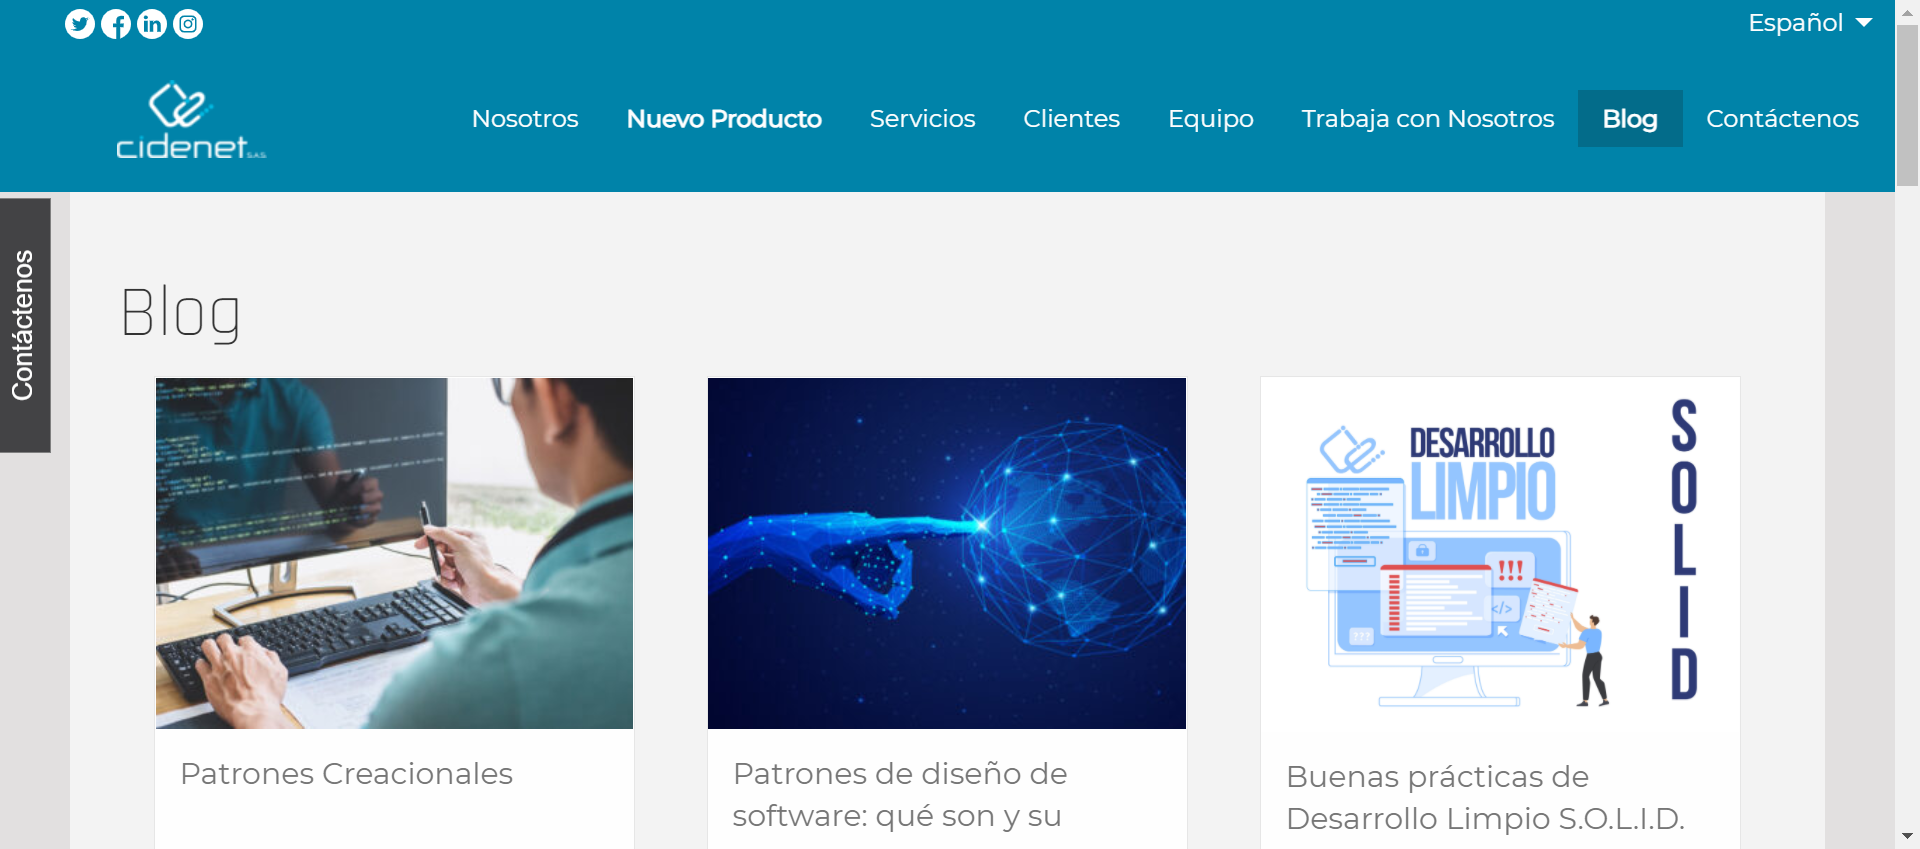 Español
cidenet S.A.S.
Nosotros
Nuevo Producto
Servicios
Clientes
Equipo
Trabaja con Nosotros
Blog
Contáctenos
Contáctenos
Blog
DESARROLLO
LIMPIO
SOLID
!!!
</>
???
Patrones Creacionales
Patrones de diseño de
software: qué son y su
Buenas prácticas de
Desarrollo Limpio S.O.L.I.D.